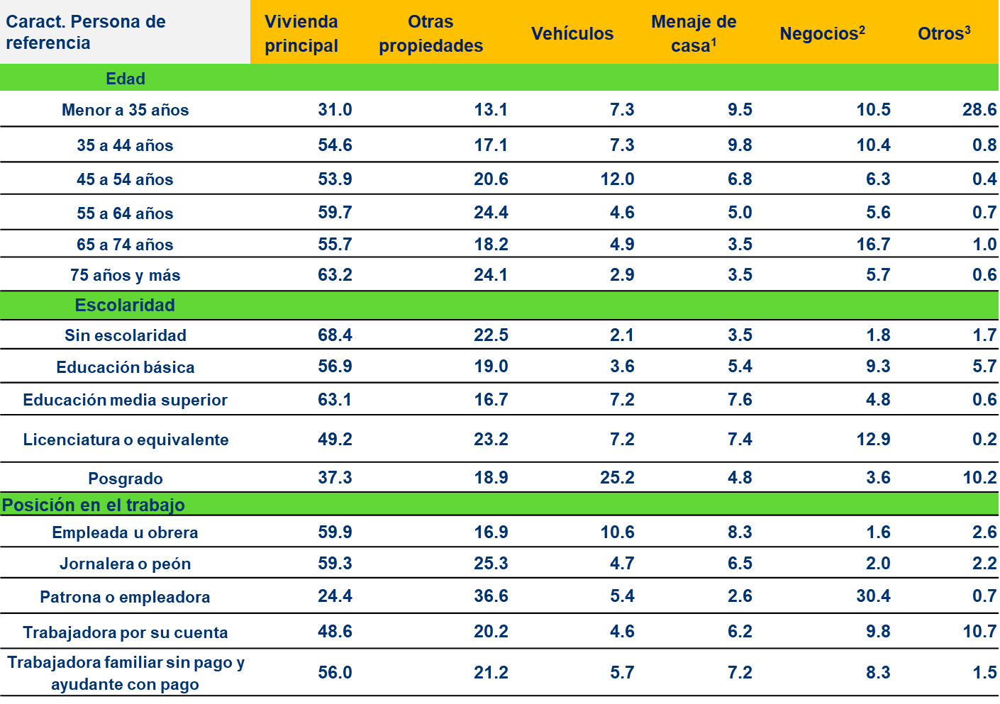 Caract. Persona de referencia Vivienda principal Otras propiedades Vehículos Menaje de casa¹ Negocios² Otros³
Edad
Menor a 35 años 31.0 13.1 7.3 9.5 10.5 28.6
35 a 44 años 54.6 17.1 7.3 9.8 10.4 0.8
45 a 54 años 53.9 20.6 12.0 6.8 6.3 0.4
55 a 64 años 59.7 24.4 4.6 5.0 5.6 0.7
65 a 74 años 55.7 18.2 4.9 3.5 16.7 1.0
75 años y más 63.2 24.1 2.9 3.5 5.7 0.6
Escolaridad
Sin escolaridad 68.4 22.5 2.1 3.5 1.8 1.7
Educación básica 56.9 19.0 3.6 5.4 9.3 5.7
Educación media superior 63.1 16.7 7.2 7.6 4.8 0.6
Licenciatura o equivalente 49.2 23.2 7.2 7.4 12.9 0.2
Posgrado 37.3 18.9 25.2 4.8 3.6 10.2
Posición en el trabajo
Empleada u obrera 59.9 16.9 10.6 8.3 1.6 2.6
Jornalera o peón 59.3 25.3 4.7 6.5 2.0 2.2
Patrona o empleadora 24.4 36.6 5.4 2.6 30.4 0.7
Trabajadora por su cuenta 48.6 20.2 4.6 6.2 9.8 10.7
Trabajadora familiar sin pago y ayudante con pago 56.0 21.2 5.7 7.2 8.3 1.5